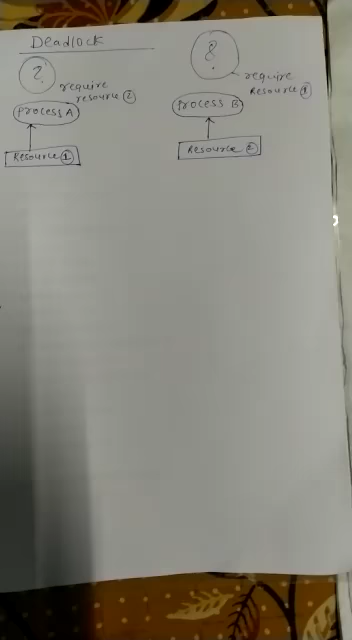 Deadlock
?
require
resource ②
Process A
Resource ①
?
require
Resource ①
Process B
Resource ②